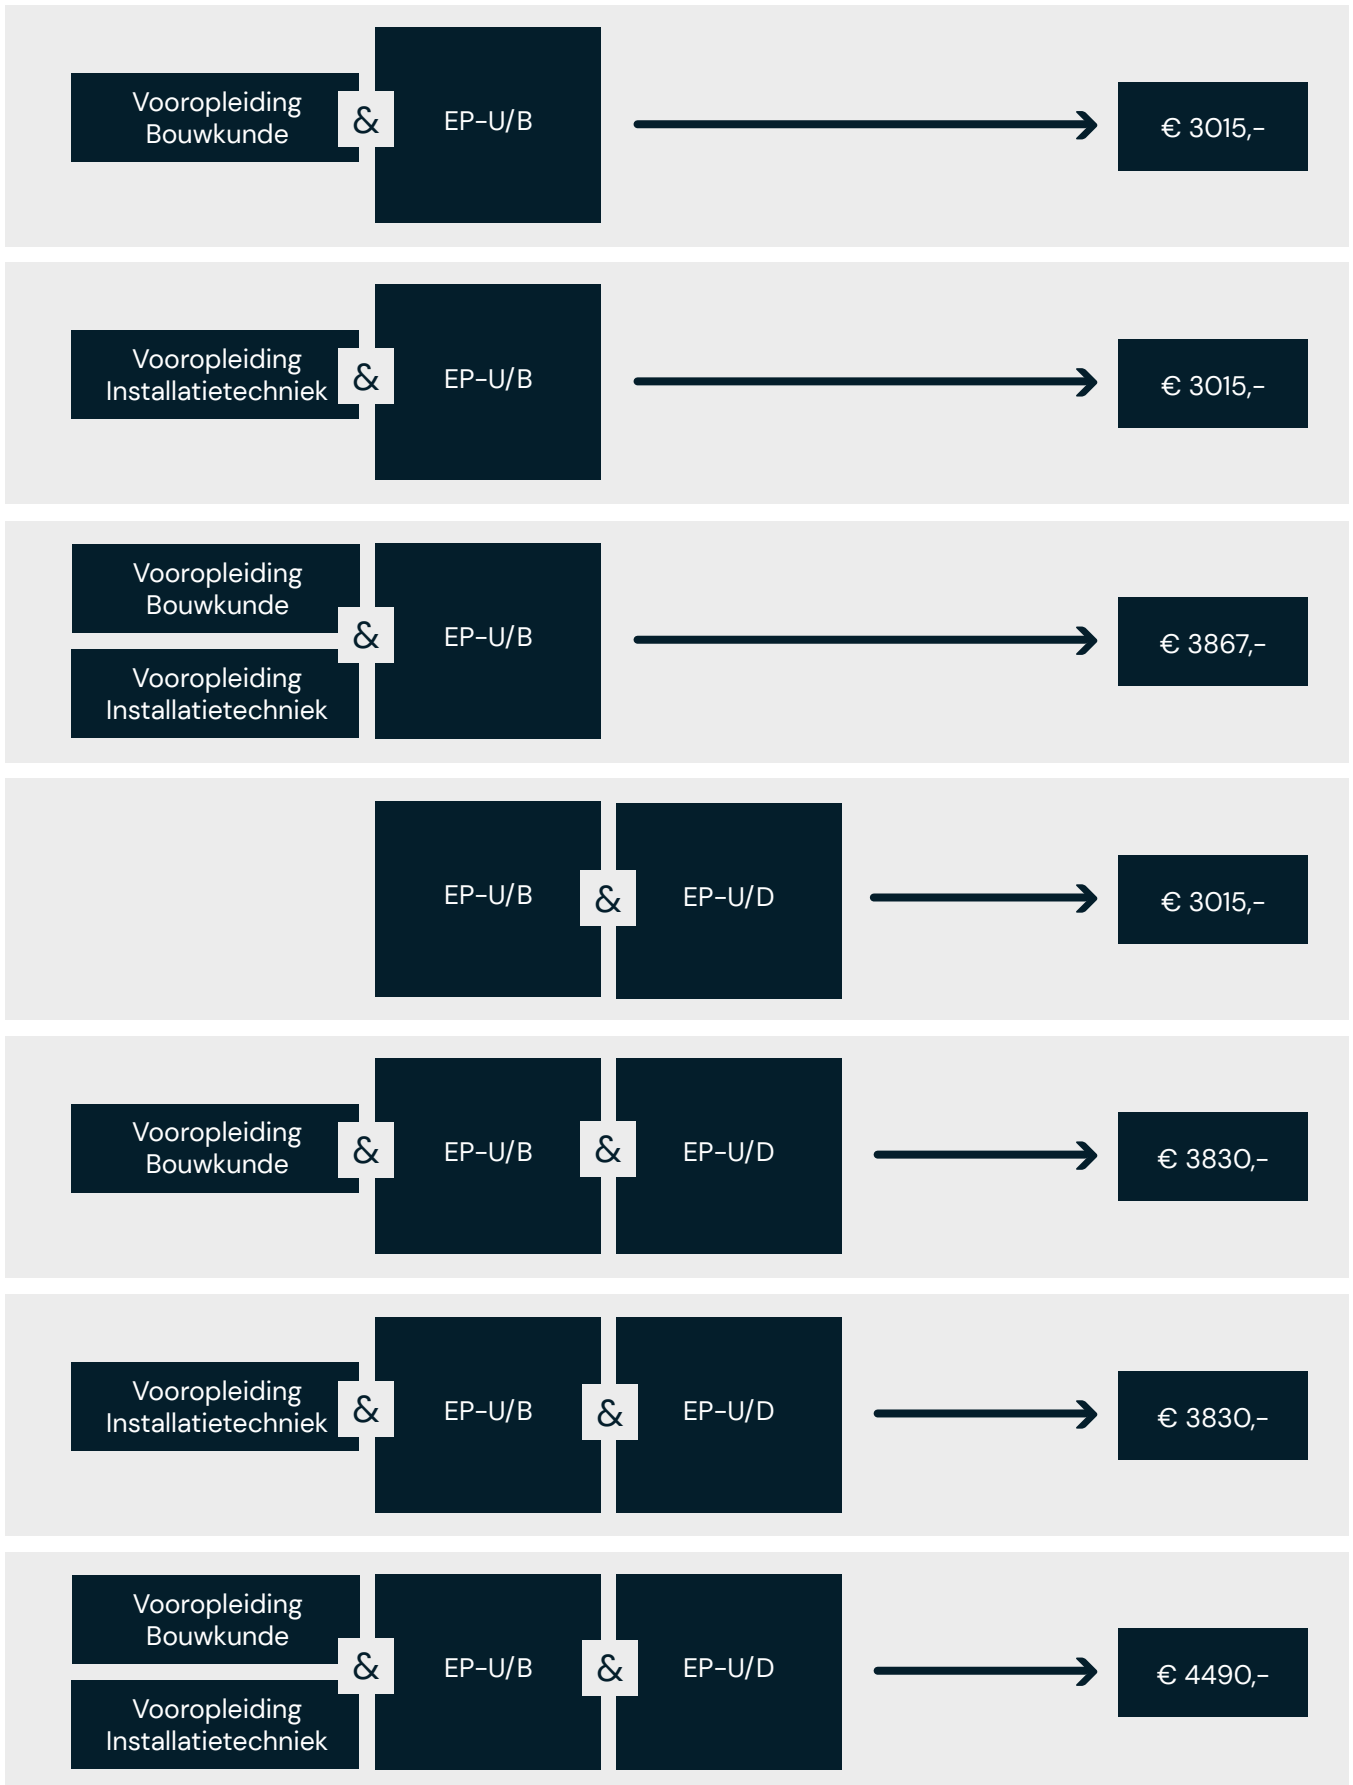 Vooropleiding
Bouwkunde
&
EP-U/B
€ 3015,-
Vooropleiding
Installatietechniek
&
EP-U/B
€ 3015,-
Vooropleiding
Bouwkunde
&
Vooropleiding
Installatietechniek
EP-U/B
€ 3867,-
EP-U/B
&
EP-U/D
€ 3015,-
Vooropleiding
Bouwkunde
&
EP-U/B
&
EP-U/D
€ 3830,-
Vooropleiding
Installatietechniek
&
EP-U/B
&
EP-U/D
€ 3830,-
Vooropleiding
Bouwkunde
&
Vooropleiding
Installatietechniek
EP-U/B
&
EP-U/D
€ 4490,-